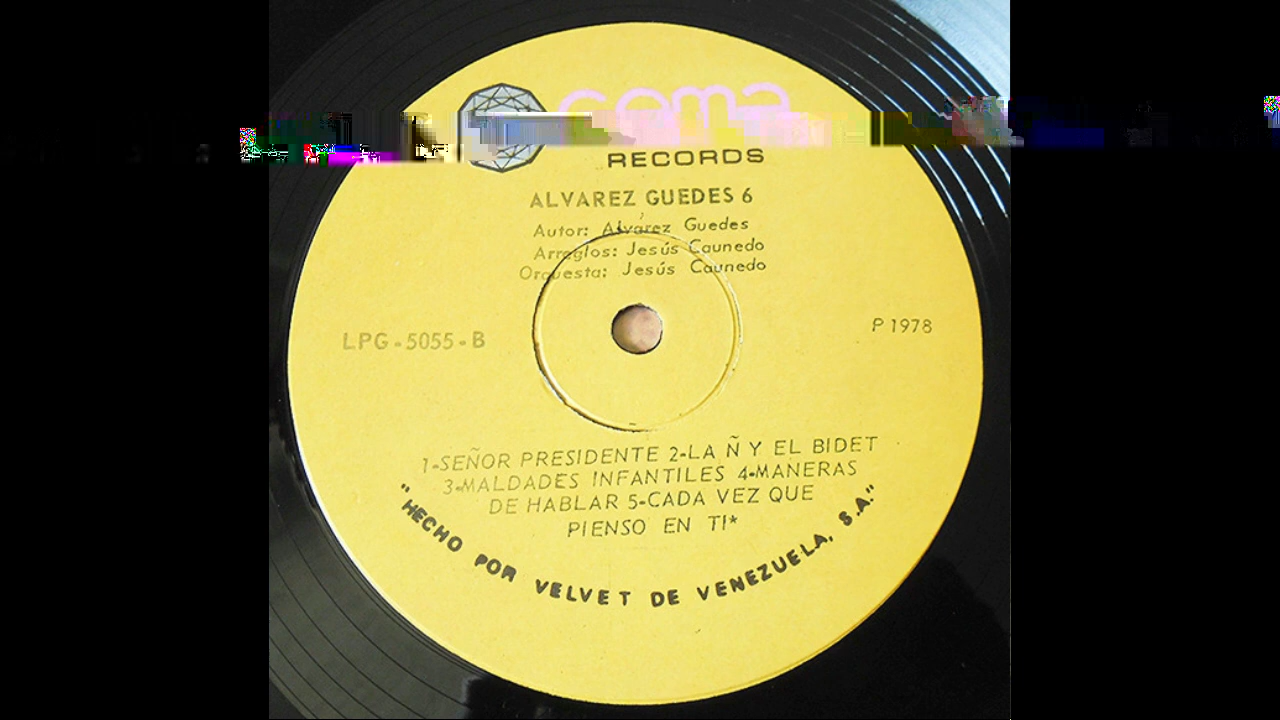 RECORDS
ALVAREZ GUEDES 6
Autor: Alvarez Guedes
Arreglos: Jesús Caunedo
Orquesta: Jesús Caunedo
LPG-5055-B
P 1978
1-SEÑOR PRESIDENTE 2-LA Ñ Y EL BIDET
3-MALDADES INFANTILES 4-MANERAS
DE HABLAR 5-CADA VEZ QUE
PIENSO EN TI*
"HECHO POR VELVET DE VENEZUELA, S.A."